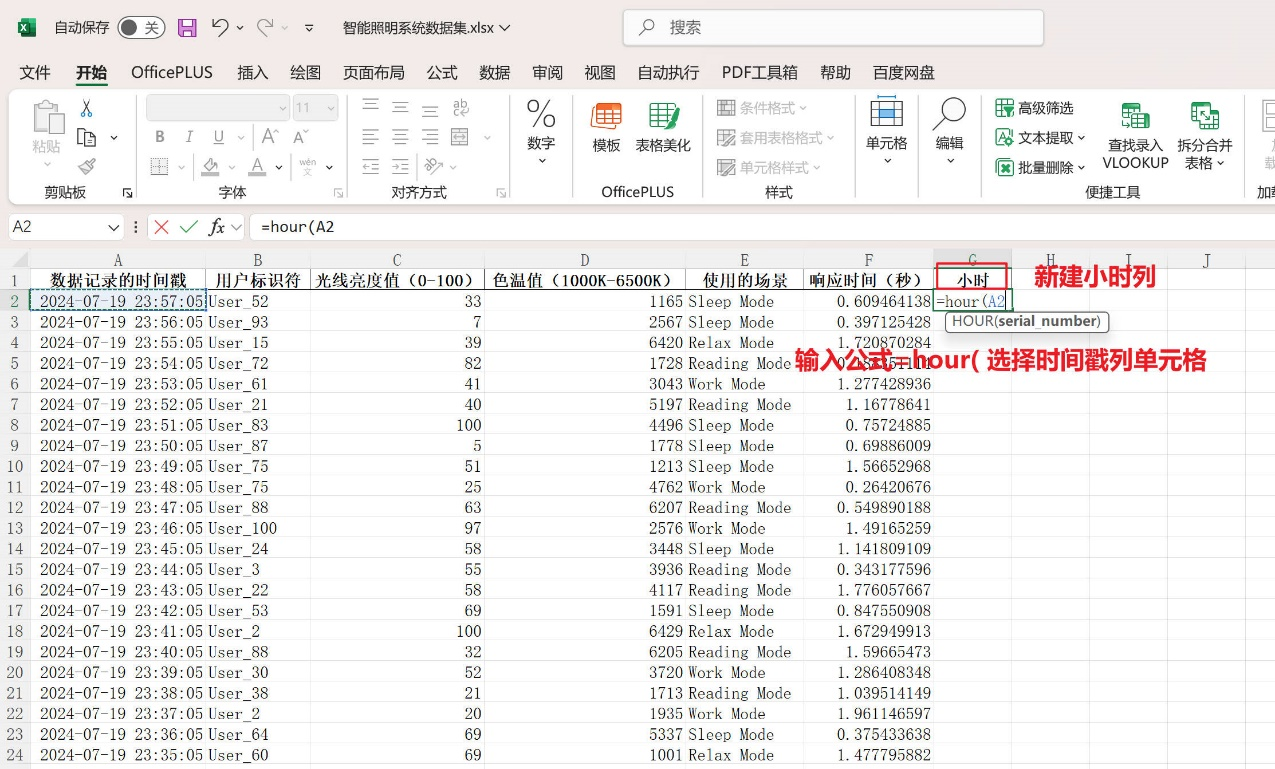 自动保存 关 智能照明系统数据集.xlsx 搜索
文件 开始 OfficePLUS 插入 绘图 页面布局 公式 数据 审阅 视图 自动执行 PDF工具箱 帮助 百度网盘
粘贴 11 B I U A A wén 文 A ab 数字 模板 表格美化 条件格式 套用表格格式 单元格样式 单元格 编辑 高级筛选 文本提取 批量删除 查找录入 VLOOKUP 拆分合并 表格
剪贴板 字体 对齐方式 OfficePLUS 样式 便捷工具
A2 fx =hour(A2
A B C D E F G H I J
1 数据记录的时间戳 用户标识符 光线亮度值（0-100） 色温值（1000K-6500K） 使用的场景 响应时间（秒） 小时 新建小时列
2 2024-07-19 23:57:05 User_52 33 1165 Sleep Mode 0.609464138 =hour(A2
3 2024-07-19 23:56:05 User_93 7 2567 Sleep Mode 0.397125428 HOUR(serial_number)
4 2024-07-19 23:55:05 User_15 39 6420 Relax Mode 1.720870284
5 2024-07-19 23:54:05 User_72 82 1728 Reading Mode 输入公式=hour( 选择时间戳列单元格
6 2024-07-19 23:53:05 User_61 41 3043 Work Mode 1.277428936
7 2024-07-19 23:52:05 User_21 40 5197 Reading Mode 1.16778641
8 2024-07-19 23:51:05 User_83 100 4496 Sleep Mode 0.75724885
9 2024-07-19 23:50:05 User_87 5 1778 Sleep Mode 0.69886009
10 2024-07-19 23:49:05 User_75 51 1213 Sleep Mode 1.56652968
11 2024-07-19 23:48:05 User_75 25 4762 Work Mode 0.26420676
12 2024-07-19 23:47:05 User_88 63 6207 Reading Mode 0.549890188
13 2024-07-19 23:46:05 User_100 97 2576 Work Mode 1.49165259
14 2024-07-19 23:45:05 User_24 58 3448 Sleep Mode 1.141809109
15 2024-07-19 23:44:05 User_3 55 3936 Reading Mode 0.343177596
16 2024-07-19 23:43:05 User_22 58 4117 Reading Mode 1.776057667
17 2024-07-19 23:42:05 User_53 69 1591 Sleep Mode 0.847550908
18 2024-07-19 23:41:05 User_2 100 6429 Relax Mode 1.672949913
19 2024-07-19 23:40:05 User_88 32 6205 Reading Mode 1.59665473
20 2024-07-19 23:39:05 User_30 52 3720 Work Mode 1.286408348
21 2024-07-19 23:38:05 User_38 21 1713 Reading Mode 1.039514149
22 2024-07-19 23:37:05 User_2 20 1935 Work Mode 1.961146597
23 2024-07-19 23:36:05 User_64 69 5337 Sleep Mode 0.375433638
24 2024-07-19 23:35:05 User_60 69 1001 Relax Mode 1.477795882